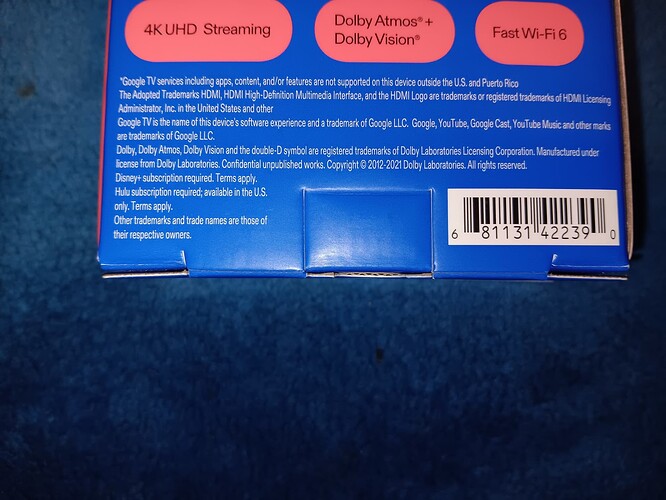 4K UHD Streaming
Dolby Atmos® +
Dolby Vision®
Fast Wi-Fi 6
*Google TV services including apps, content, and/or features are not supported on this device outside the U.S. and Puerto Rico
The Adopted Trademarks HDMI, HDMI High-Definition Multimedia Interface, and the HDMI Logo are trademarks or registered trademarks of HDMI Licensing
Administrator, Inc. in the United States and other
Google TV is the name of this device's software experience and a trademark of Google LLC. Google, YouTube, Google Cast, YouTube Music and other marks
are trademarks of Google LLC.
Dolby, Dolby Atmos, Dolby Vision and the double-D symbol are registered trademarks of Dolby Laboratories Licensing Corporation. Manufactured under
license from Dolby Laboratories. Confidential unpublished works. Copyright © 2012-2021 Dolby Laboratories. All rights reserved.
Disney+ subscription required. Terms apply.
Hulu subscription required; available in the U.S.
only. Terms apply.
Other trademarks and trade names are those of
their respective owners.
6 81131 42239 0